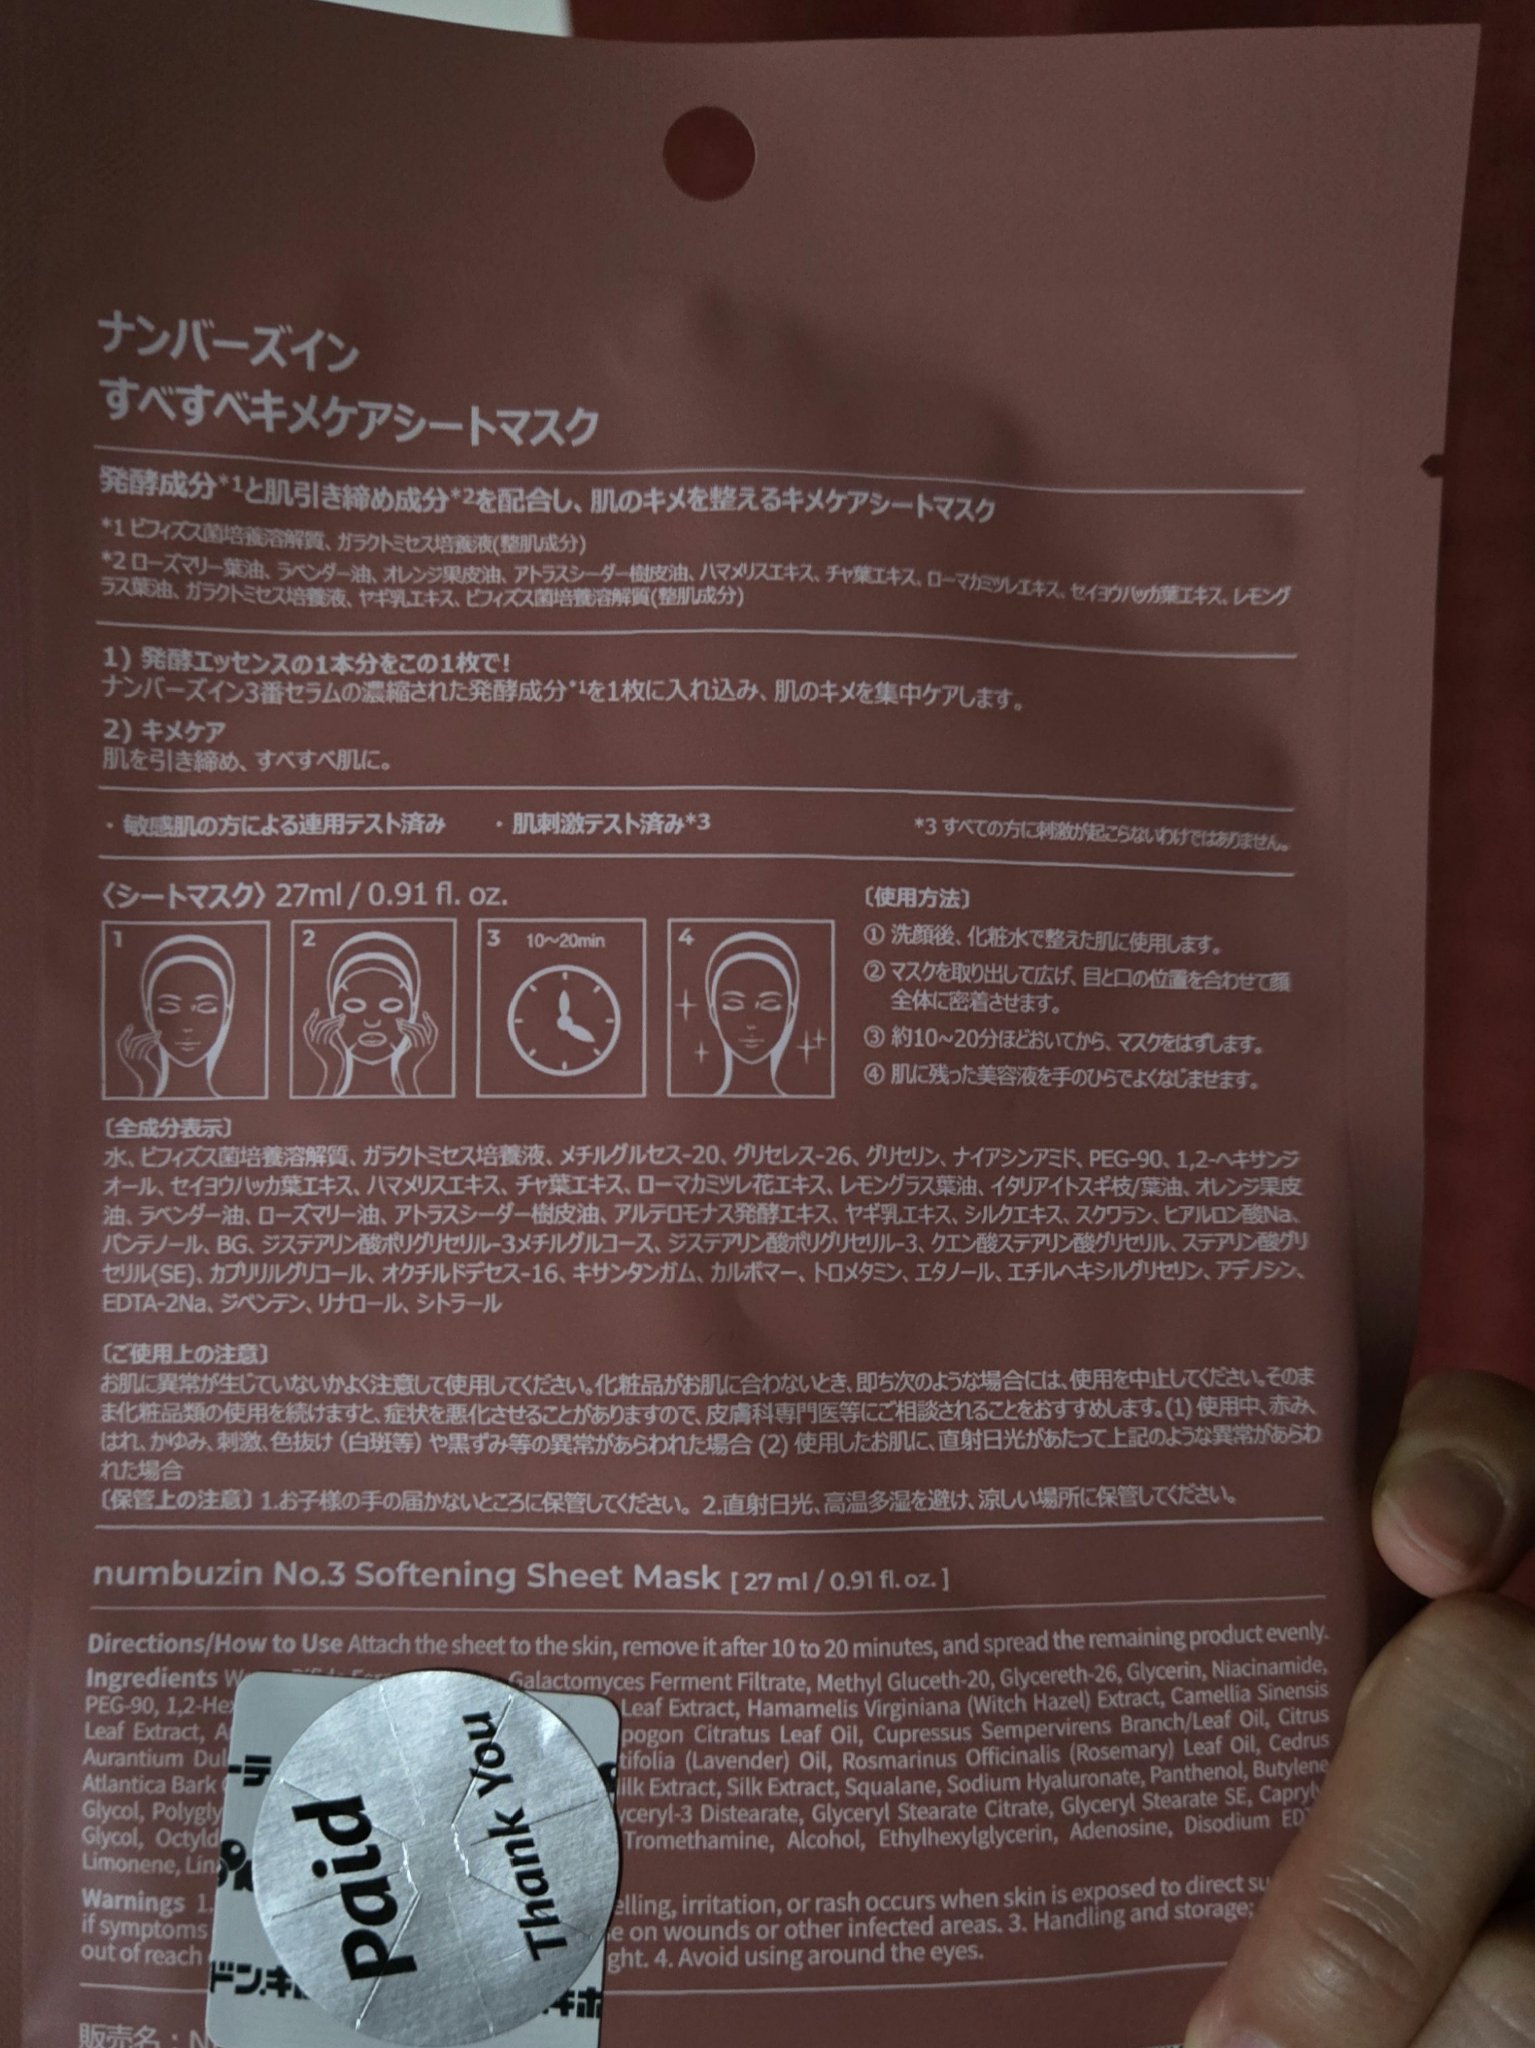 ナンバーズイン
すべすべキメケアシートマスク
発酵成分*1と肌引き締め成分*2を配合し、肌のキメを整えるキメケアシートマスク
*1 ビフィズス菌培養溶解質、ガラクトミセス培養液(整肌成分)
*2 ローズマリー葉油、ラベンダー油、オレンジ果皮油、アトラスシーダー樹皮油、ハマメリスエキス、チャ葉エキス、ローマカミツレエキス、セイヨウハッカ葉エキス、レモング
ラス葉油、ガラクトミセス培養液、ヤギ乳エキス、ビフィズス菌培養溶解質(整肌成分)
1) 発酵エッセンスの1本分をこの1枚で!
ナンバーズイン3番セラムの濃縮された発酵成分*1を1枚に入れ込み、肌のキメを集中ケアします。
2) キメケア
肌を引き締め、すべすべ肌に。
・敏感肌の方による連用テスト済み ・肌刺激テスト済み*3 *3 すべての方に刺激が起こらないわけではありません。
〈シートマスク〉 27ml / 0.91 fl. oz.
1 2 3 10〜20min 4
〔使用方法〕
① 洗顔後、化粧水で整えた肌に使用します。
② マスクを取り出して広げ、目と口の位置を合わせて顔
全体に密着させます。
③ 約10~20分ほどおいてから、マスクをはずします。
④ 肌に残った美容液を手のひらでよくなじませます。
〔全成分表示〕
水、ビフィズス菌培養溶解質、ガラクトミセス培養液、メチルグルセス-20、グリセレス-26、グリセリン、ナイアシンアミド、PEG-90、1,2-ヘキサンジ
オール、セイヨウハッカ葉エキス、ハマメリスエキス、チャ葉エキス、ローマカミツレ花エキス、レモングラス葉油、イタリアイトスギ枝/葉油、オレンジ果皮
油、ラベンダー油、ローズマリー油、アトラスシーダー樹皮油、アルテロモナス発酵エキス、ヤギ乳エキス、シルクエキス、スクワラン、ヒアルロン酸Na、
パンテノール、BG、ジステアリン酸ポリグリセリル-3メチルグルコース、ジステアリン酸ポリグリセリル-3、クエン酸ステアリン酸グリセリル、ステアリン酸グリ
セリル(SE)、カプリリルグリコール、オクチルドデセス-16、キサンタンガム、カルボマー、トロメタミン、エタノール、エチルヘキシルグリセリン、アデノシン、
EDTA-2Na、ジペンテン、リナロール、シトラール
〔ご使用上の注意〕
お肌に異常が生じていないかよく注意して使用してください。化粧品がお肌に合わないとき、即ち次のような場合には、使用を中止してください。そのま
ま化粧品類の使用を続けますと、症状を悪化させることがありますので、皮膚科専門医等にご相談されることをおすすめします。(1) 使用中、赤み、
はれ、かゆみ、刺激、色抜け（白斑等）や黒ずみ等の異常があらわれた場合 (2) 使用したお肌に、直射日光があたって上記のような異常があらわ
れた場合
〔保管上の注意〕1.お子様の手の届かないところに保管してください。 2.直射日光、高温多湿を避け、涼しい場所に保管してください。
numbuzin No.3 Softening Sheet Mask [ 27 ml / 0.91 fl. oz. ]
Directions/How to Use Attach the sheet to the skin, remove it after 10 to 20 minutes, and spread the remaining product evenly.
Ingredients Galactomyces Ferment Filtrate, Methyl Gluceth-20, Glycereth-26, Glycerin, Niacinamide,
PEG-90, 1,2-Hex Leaf Extract, Hamamelis Virginiana (Witch Hazel) Extract, Camellia Sinensis
Leaf Extract, A pogon Citratus Leaf Oil, Cupressus Sempervirens Branch/Leaf Oil, Citrus
Aurantium Dul tifolia (Lavender) Oil, Rosmarinus Officinalis (Rosemary) Leaf Oil, Cedrus
Atlantica Bark ilk Extract, Silk Extract, Squalane, Sodium Hyaluronate, Panthenol, Butylene
Glycol, Polygly yceryl-3 Distearate, Glyceryl Stearate Citrate, Glyceryl Stearate SE, Capryly
Glycol, Octyld Tromethamine, Alcohol, Ethylhexylglycerin, Adenosine, Disodium ED
Limonene, Lin
Warnings 1. elling, irritation, or rash occurs when skin is exposed to direct su
if symptoms e on wounds or other infected areas. 3. Handling and storage;
out of reach ght. 4. Avoid using around the eyes.
Paid
Thank You
ドン.キホ
販売名：N